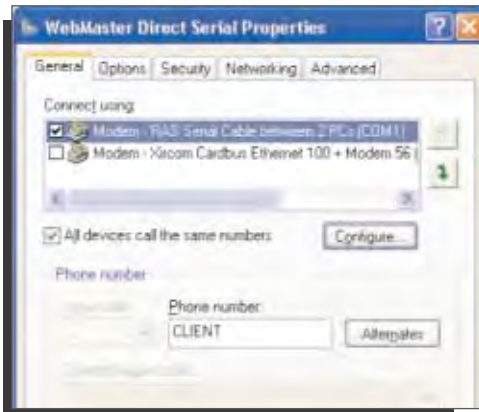 WebMaster Direct Serial Properties
General Options Security Networking Advanced
Connect using:
Modem - RAS Serial Cable between 2 PCs (COM1)
Modem - Xircom Cardbus Ethernet 100 + Modem 56 (
All devices call the same numbers
Configure...
Phone number
Phone number:
CLIENT
Alternates